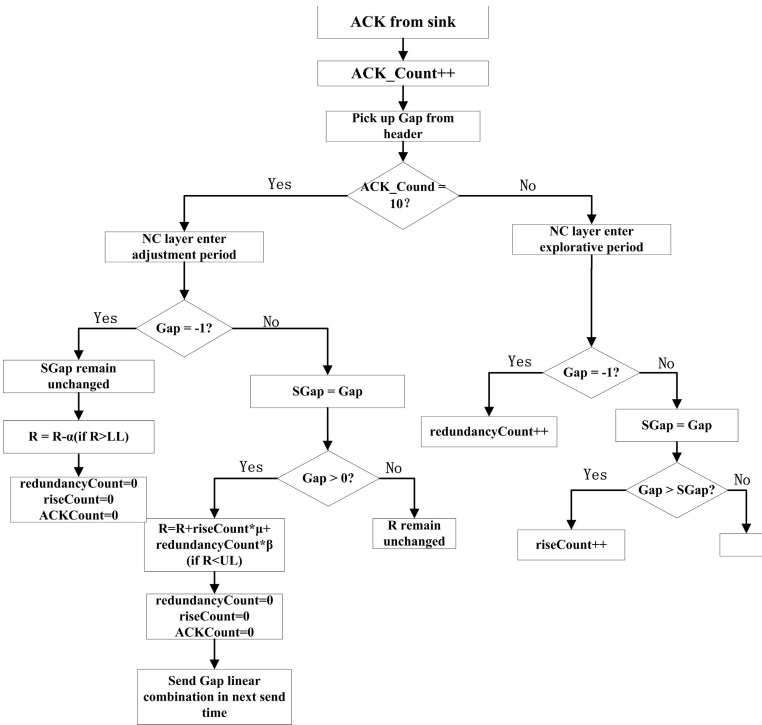 ACK from sink
ACK_Count++
Pick up Gap from
header
Yes
ACK_Cound =
10?
No
NC layer enter
adjustment period
NC layer enter
explorative period
Yes
Gap = -1?
No
SGap remain
unchanged
SGap = Gap
Yes
Gap = -1?
No
R = R-α(if R>LL)
redundancyCount++
SGap = Gap
redundancyCount=0
riseCount=0
ACKCount=0
Yes
Gap > 0?
No
Yes
Gap > SGap?
No
R=R+riseCount*μ+
redundancyCount*β
(if R<UL)
R remain
unchanged
riseCount++
redundancyCount=0
riseCount=0
ACKCount=0
Send Gap linear
combination in next send
time